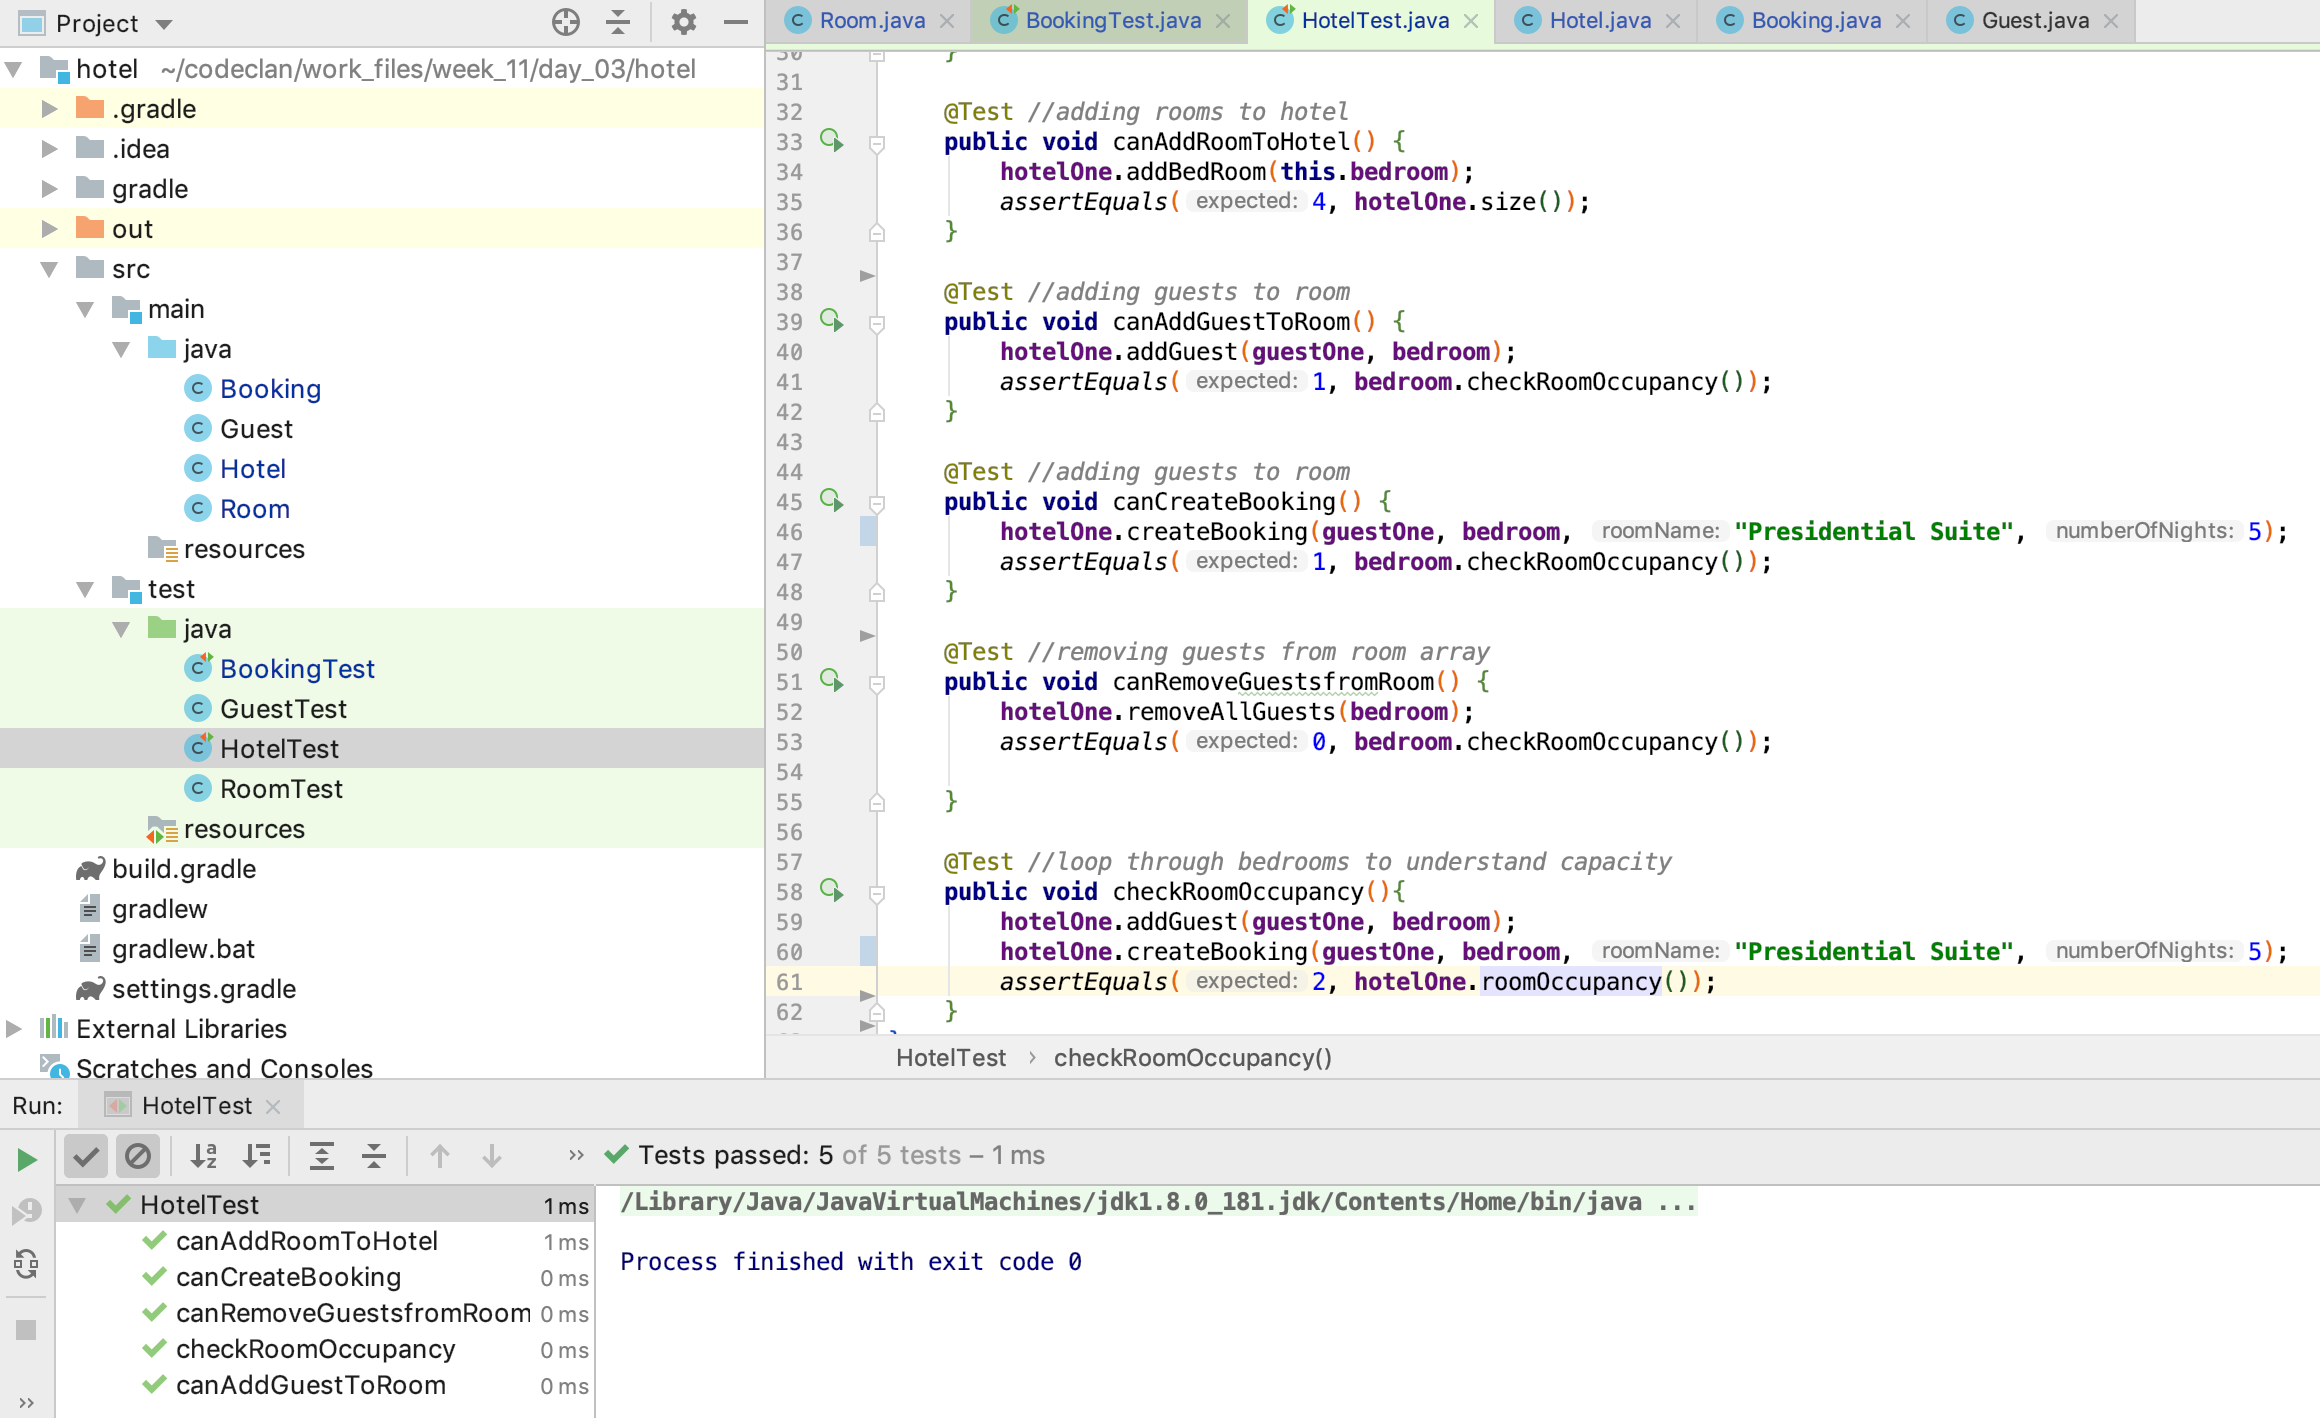 Project
hotel ~/codeclan/work_files/week_11/day_03/hotel
.gradle
.idea
gradle
out
src
main
java
Booking
Guest
Hotel
Room
resources
test
java
BookingTest
GuestTest
HotelTest
RoomTest
resources
build.gradle
gradlew
gradlew.bat
settings.gradle
External Libraries
Scratches and Consoles
Room.java BookingTest.java HotelTest.java Hotel.java Booking.java Guest.java
30 }
31
32 @Test //adding rooms to hotel
33 public void canAddRoomToHotel() {
34 hotelOne.addBedRoom(this.bedroom);
35 assertEquals( expected: 4, hotelOne.size());
36 }
37
38 @Test //adding guests to room
39 public void canAddGuestToRoom() {
40 hotelOne.addGuest(guestOne, bedroom);
41 assertEquals( expected: 1, bedroom.checkRoomOccupancy());
42 }
43
44 @Test //adding guests to room
45 public void canCreateBooking() {
46 hotelOne.createBooking(guestOne, bedroom, roomName: "Presidential Suite", numberOfNights: 5);
47 assertEquals( expected: 1, bedroom.checkRoomOccupancy());
48 }
49
50 @Test //removing guests from room array
51 public void canRemoveGuestsfromRoom() {
52 hotelOne.removeAllGuests(bedroom);
53 assertEquals( expected: 0, bedroom.checkRoomOccupancy());
54
55 }
56
57 @Test //loop through bedrooms to understand capacity
58 public void checkRoomOccupancy(){
59 hotelOne.addGuest(guestOne, bedroom);
60 hotelOne.createBooking(guestOne, bedroom, roomName: "Presidential Suite", numberOfNights: 5);
61 assertEquals( expected: 2, hotelOne.roomOccupancy());
62 }
HotelTest › checkRoomOccupancy()
Run: HotelTest
» Tests passed: 5 of 5 tests – 1 ms
HotelTest 1 ms
canAddRoomToHotel 1 ms
canCreateBooking 0 ms
canRemoveGuestsfromRoom 0 ms
checkRoomOccupancy 0 ms
canAddGuestToRoom 0 ms
/Library/Java/JavaVirtualMachines/jdk1.8.0_181.jdk/Contents/Home/bin/java ...
Process finished with exit code 0